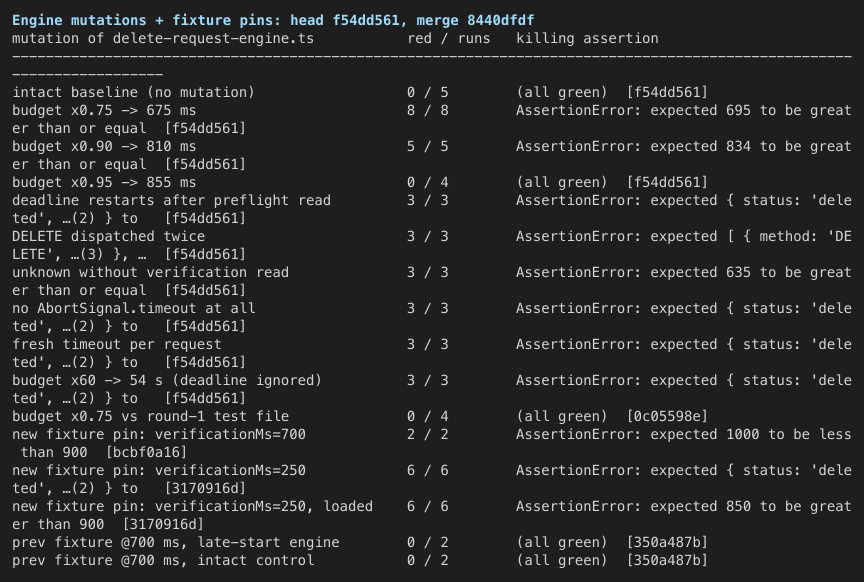 Engine mutations + fixture pins: head f54dd561, merge 8440dfdf
mutation of delete-request-engine.ts red / runs killing assertion
————————————————————————————————————————————————————————————————————————————————————————————————————————
——————————————————
intact baseline (no mutation) 0 / 5 (all green) [f54dd561]
budget x0.75 -> 675 ms 8 / 8 AssertionError: expected 695 to be great
er than or equal [f54dd561]
budget x0.90 -> 810 ms 5 / 5 AssertionError: expected 834 to be great
er than or equal [f54dd561]
budget x0.95 -> 855 ms 0 / 4 (all green) [f54dd561]
deadline restarts after preflight read 3 / 3 AssertionError: expected { status: 'dele
ted', …(2) } to [f54dd561]
DELETE dispatched twice 3 / 3 AssertionError: expected [ { method: 'DE
LETE', …(3) }, … [f54dd561]
unknown without verification read 3 / 3 AssertionError: expected 635 to be great
er than or equal [f54dd561]
no AbortSignal.timeout at all 3 / 3 AssertionError: expected { status: 'dele
ted', …(2) } to [f54dd561]
fresh timeout per request 3 / 3 AssertionError: expected { status: 'dele
ted', …(2) } to [f54dd561]
budget x60 -> 54 s (deadline ignored) 3 / 3 AssertionError: expected { status: 'dele
ted', …(2) } to [f54dd561]
budget x0.75 vs round-1 test file 0 / 4 (all green) [0c05598e]
new fixture pin: verificationMs=700 2 / 2 AssertionError: expected 1000 to be less
than 900 [bcbf0a16]
new fixture pin: verificationMs=250 6 / 6 AssertionError: expected { status: 'dele
ted', …(2) } to [3170916d]
new fixture pin: verificationMs=250, loaded 6 / 6 AssertionError: expected 850 to be great
er than 900 [3170916d]
prev fixture @700 ms, late-start engine 0 / 2 (all green) [350a487b]
prev fixture @700 ms, intact control 0 / 2 (all green) [350a487b]